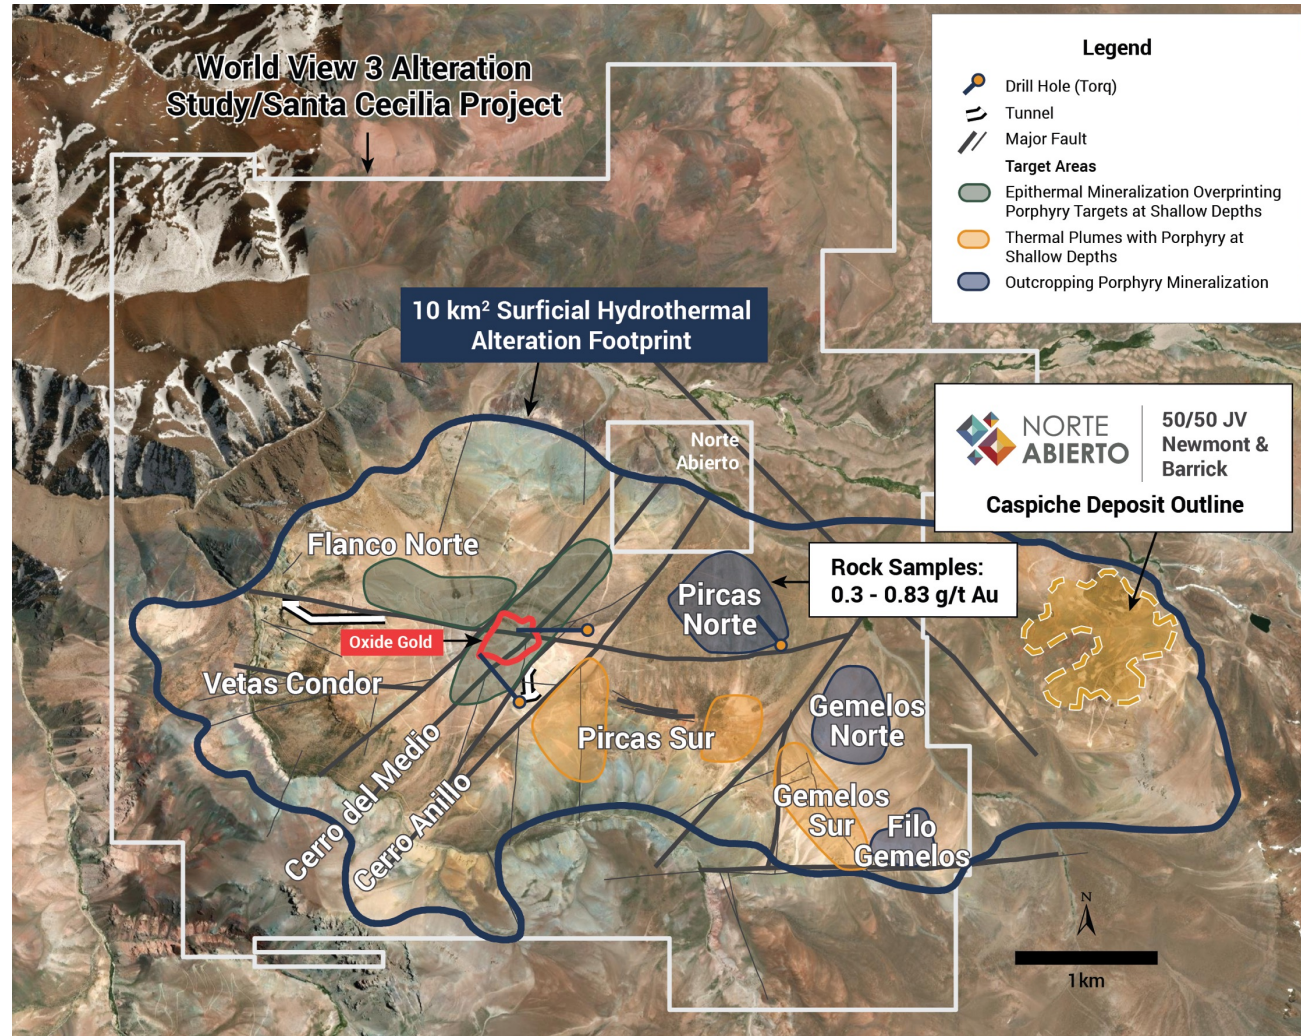 World View 3 Alteration
Study/Santa Cecilia Project
Legend
Drill Hole (Torq)
Tunnel
Major Fault
Target Areas
Epithermal Mineralization Overprinting
Porphyry Targets at Shallow Depths
Thermal Plumes with Porphyry at
Shallow Depths
Outcropping Porphyry Mineralization
10 km² Surficial Hydrothermal
Alteration Footprint
NORTE
ABIERTO
50/50 JV
Newmont &
Barrick
Caspiche Deposit Outline
Norte
Abierto
Flanco Norte
Rock Samples:
0.3 - 0.83 g/t Au
Pircas
Norte
Oxide Gold
Vetas Condor
Pircas Sur
Gemelos
Norte
Cerro del Medio
Cerro Anillo
Gemelos
Sur
Filo
Gemelos
N
1km